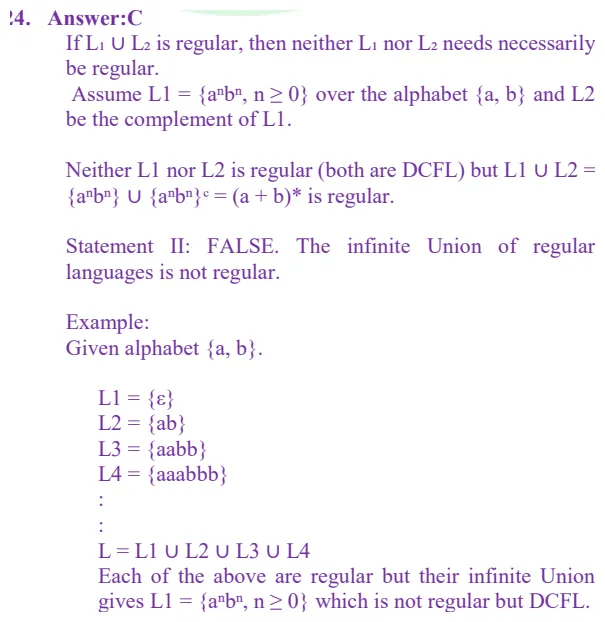 24. Answer:C
If L₁ ∪ L₂ is regular, then neither L₁ nor L₂ needs necessarily
be regular.
Assume L1 = {aⁿbⁿ, n ≥ 0} over the alphabet {a, b} and L2
be the complement of L1.
Neither L1 nor L2 is regular (both are DCFL) but L1 ∪ L2 =
{aⁿbⁿ} ∪ {aⁿbⁿ}ᶜ = (a + b)* is regular.
Statement II: FALSE. The infinite Union of regular
languages is not regular.
Example:
Given alphabet {a, b}.
L1 = {ε}
L2 = {ab}
L3 = {aabb}
L4 = {aaabbb}
:
:
L = L1 ∪ L2 ∪ L3 ∪ L4
Each of the above are regular but their infinite Union
gives L1 = {aⁿbⁿ, n ≥ 0} which is not regular but DCFL.